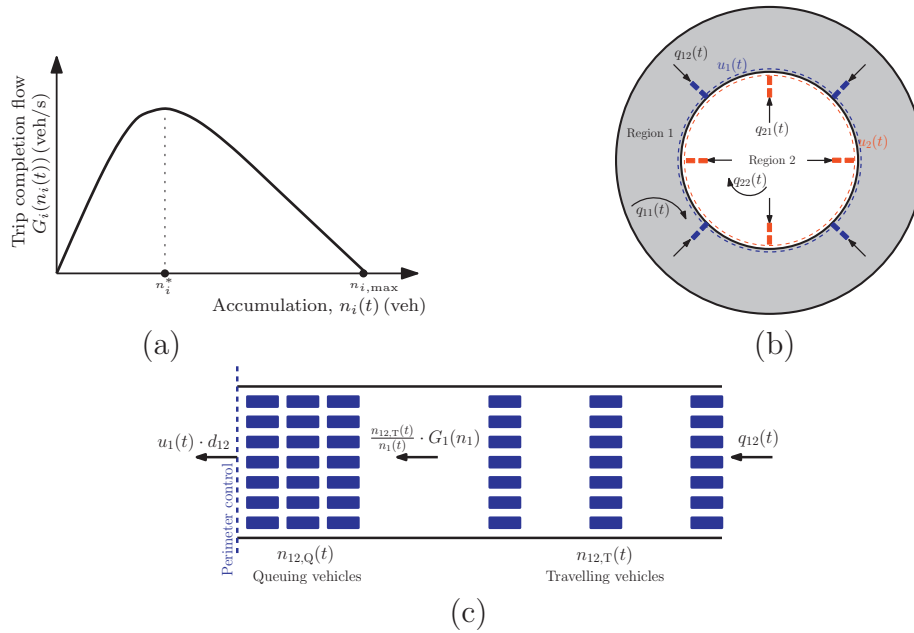 Trip completion flow
G_i(n_i(t)) (veh/s)
n_i^*
n_{i,max}
Accumulation, n_i(t) (veh)
(a)
q_{12}(t)
u_1(t)
Region 1
q_{21}(t)
u_2(t)
Region 2
q_{22}(t)
q_{11}(t)
(b)
u_1(t) · d_{12}
Perimeter control
\frac{n_{12,T}(t)}{n_1(t)} · G_1(n_1)
q_{12}(t)
n_{12,Q}(t)
Queuing vehicles
n_{12,T}(t)
Travelling vehicles
(c)